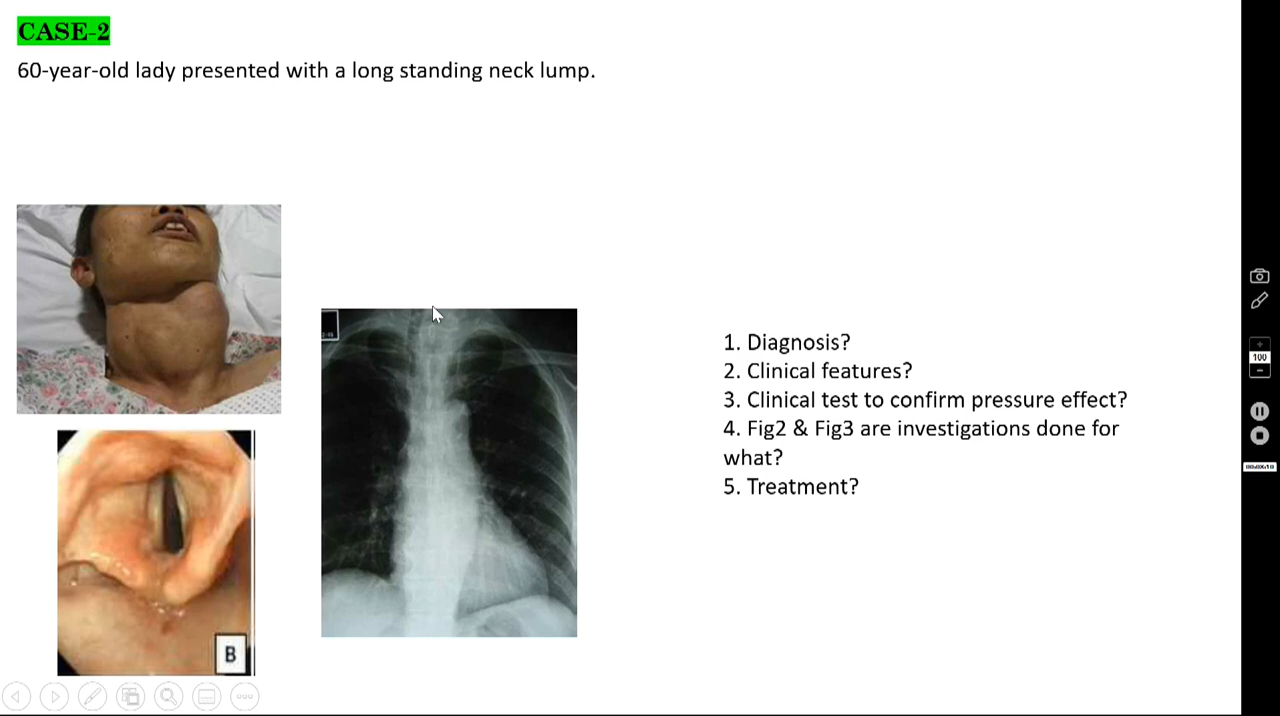 CASE-2
60-year-old lady presented with a long standing neck lump.
1. Diagnosis?
2. Clinical features?
3. Clinical test to confirm pressure effect?
4. Fig2 & Fig3 are investigations done for
what?
5. Treatment?
B
100